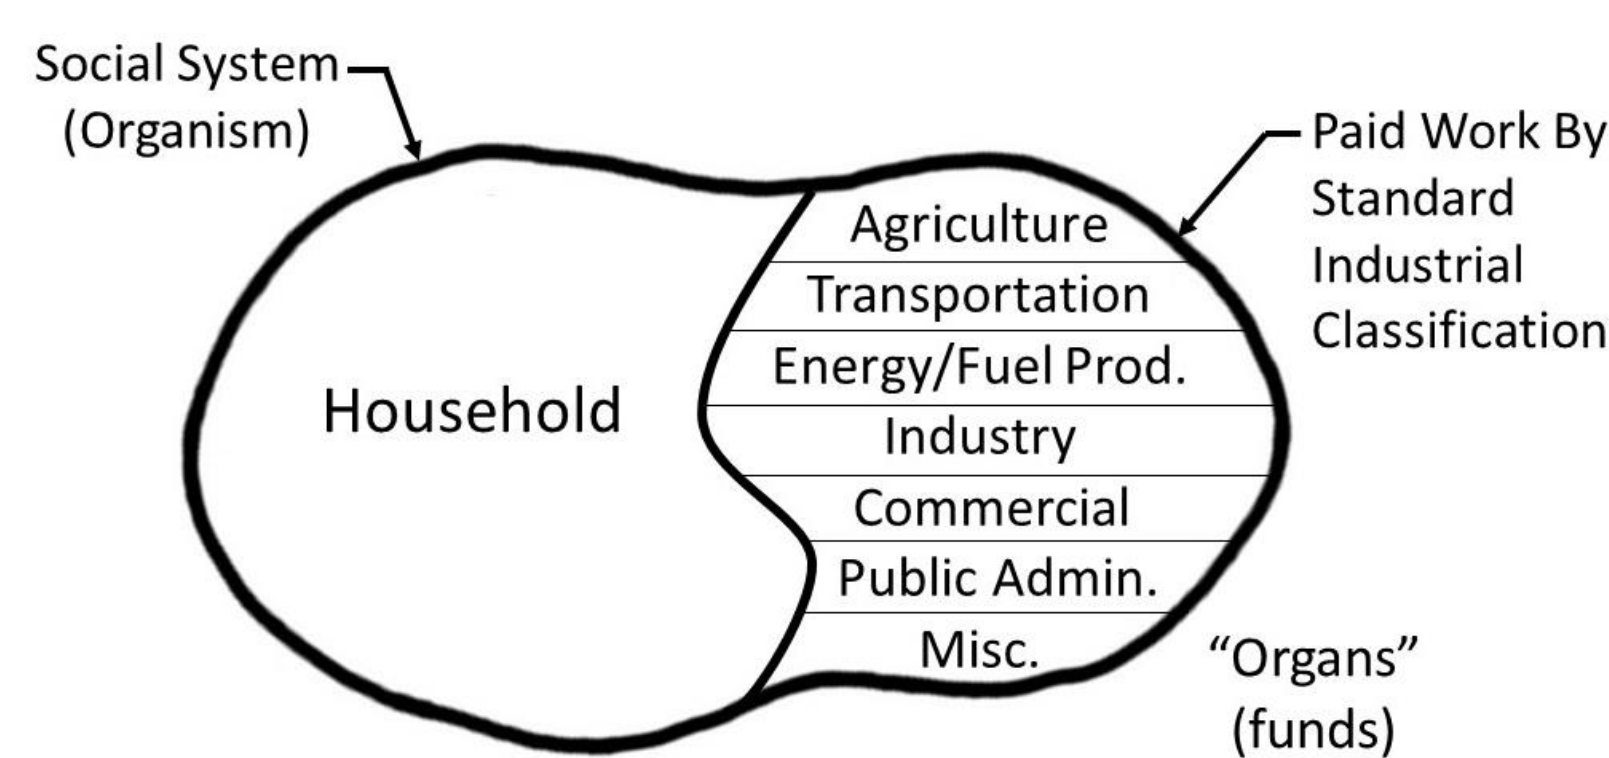 Social System
(Organism)
Paid Work By
Standard
Industrial
Classification
Household
Agriculture
Transportation
Energy/Fuel Prod.
Industry
Commercial
Public Admin.
Misc.
“Organs”
(funds)